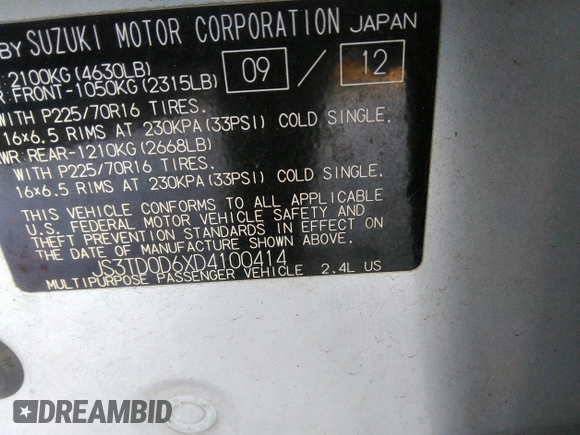 BY SUZUKI MOTOR CORPORATION JAPAN
: 2100KG (4630LB)
R FRONT-1050KG (2315LB)
09 / 12
WITH P225/70R16 TIRES.
16x6.5 RIMS AT 230KPA (33PSI) COLD SINGLE.
WR: REAR-1210KG (2668LB)
WITH P225/70R16 TIRES.
16x6.5 RIMS AT 230KPA (33PSI) COLD SINGLE.
THIS VEHICLE CONFORMS TO ALL APPLICABLE
U.S. FEDERAL MOTOR VEHICLE SAFETY AND
THEFT PREVENTION STANDARDS IN EFFECT ON
THE DATE OF MANUFACTURE SHOWN ABOVE.
JS3TD0D6XD4100414
MULTIPURPOSE PASSENGER VEHICLE 2.4L US
DREAMBID